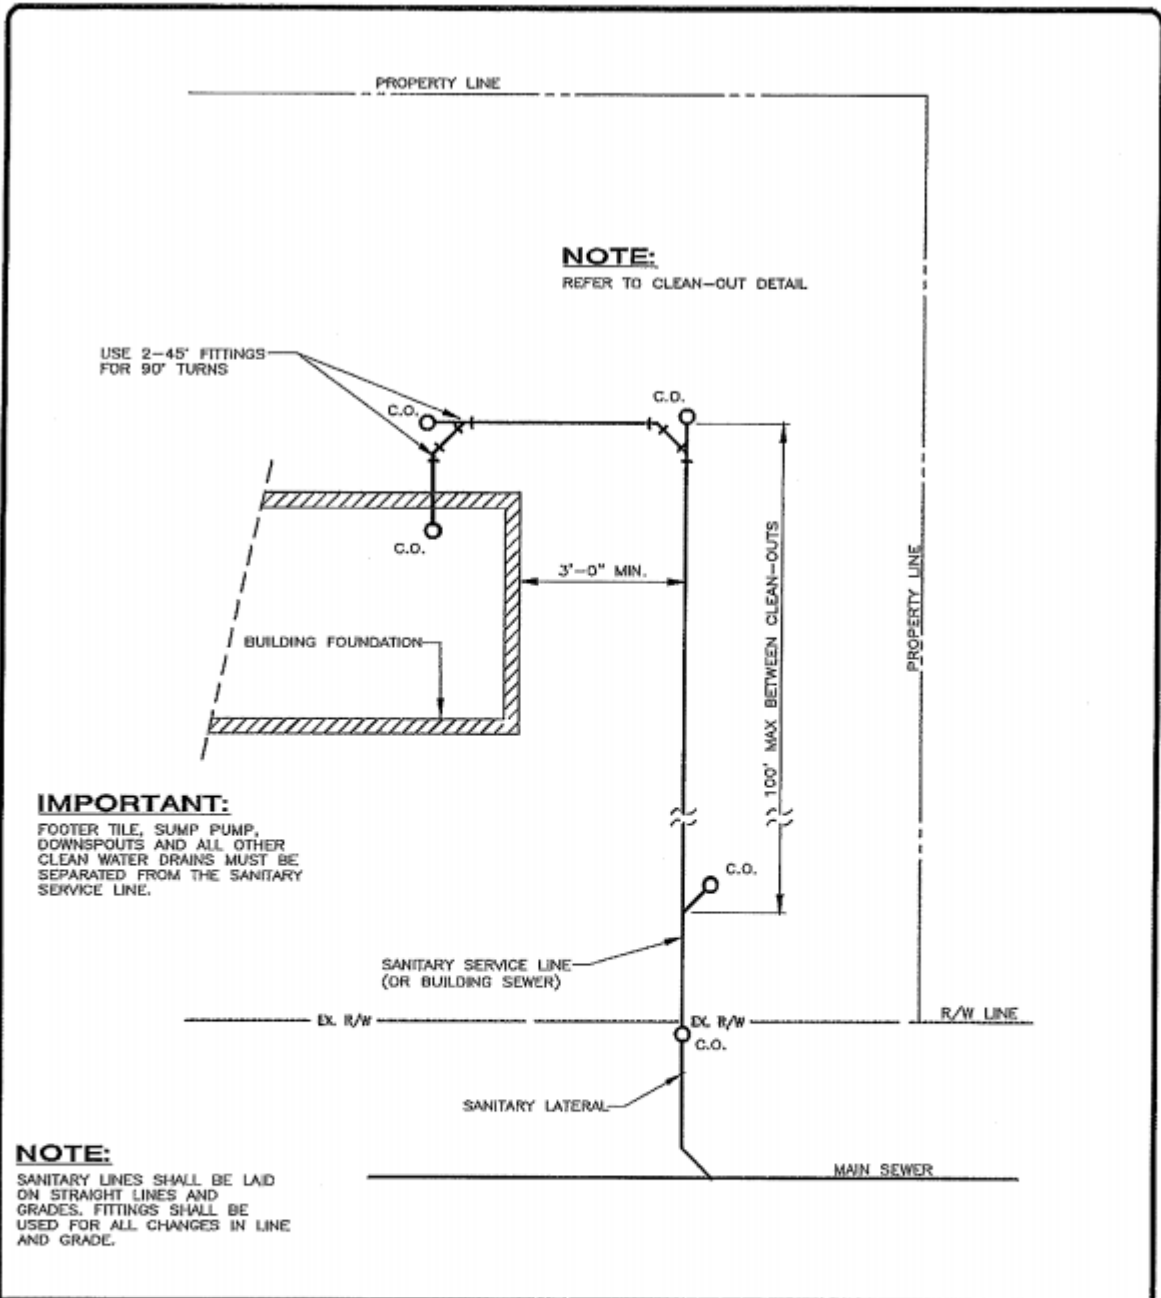 PROPERTY LINE
NOTE:
REFER TO CLEAN-OUT DETAIL
USE 2-45° FITTINGS
FOR 90° TURNS
C.O.
C.O.
C.O.
3'-0" MIN.
BUILDING FOUNDATION
100' MAX BETWEEN CLEAN-OUTS
PROPERTY LINE
IMPORTANT:
FOOTER TILE, SUMP PUMP,
DOWNSPOUTS AND ALL OTHER
CLEAN WATER DRAINS MUST BE
SEPARATED FROM THE SANITARY
SERVICE LINE.
C.O.
SANITARY SERVICE LINE
(OR BUILDING SEWER)
EX. R/W
EX. R/W
R/W LINE
C.O.
SANITARY LATERAL
NOTE:
SANITARY LINES SHALL BE LAID
ON STRAIGHT LINES AND
GRADES. FITTINGS SHALL BE
USED FOR ALL CHANGES IN LINE
AND GRADE.
MAIN SEWER